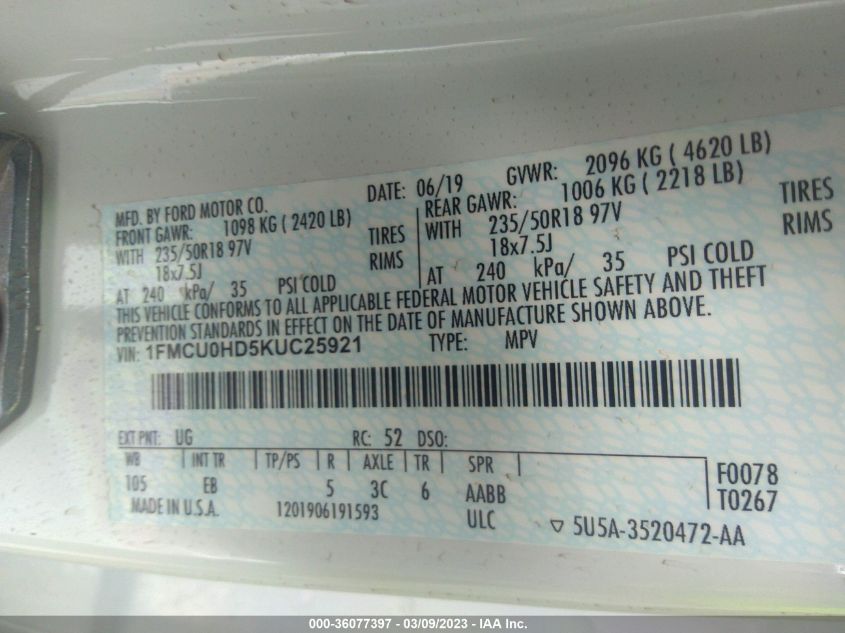 MFD. BY FORD MOTOR CO. DATE: 06/19 GVWR: 2096 KG ( 4620 LB)
FRONT GAWR: 1098 KG ( 2420 LB) REAR GAWR: 1006 KG ( 2218 LB)
WITH 235/50R18 97V TIRES WITH 235/50R18 97V TIRES
18x7.5J RIMS 18x7.5J RIMS
AT 240 kPa/ 35 PSI COLD AT 240 kPa/ 35 PSI COLD
THIS VEHICLE CONFORMS TO ALL APPLICABLE FEDERAL MOTOR VEHICLE SAFETY AND THEFT
PREVENTION STANDARDS IN EFFECT ON THE DATE OF MANUFACTURE SHOWN ABOVE.
VIN: 1FMCU0HD5KUC25921 TYPE: MPV
EXT PNT: UG RC: 52 DSO:
WB | INT TR | TP/PS | R | AXLE | TR | SPR |
105 EB 5 3C 6 AABB
F0078
T0267
MADE IN U.S.A. 1201906191593 ULC
▽ 5U5A-3520472-AA
000-36077397 - 03/09/2023 - IAA Inc.